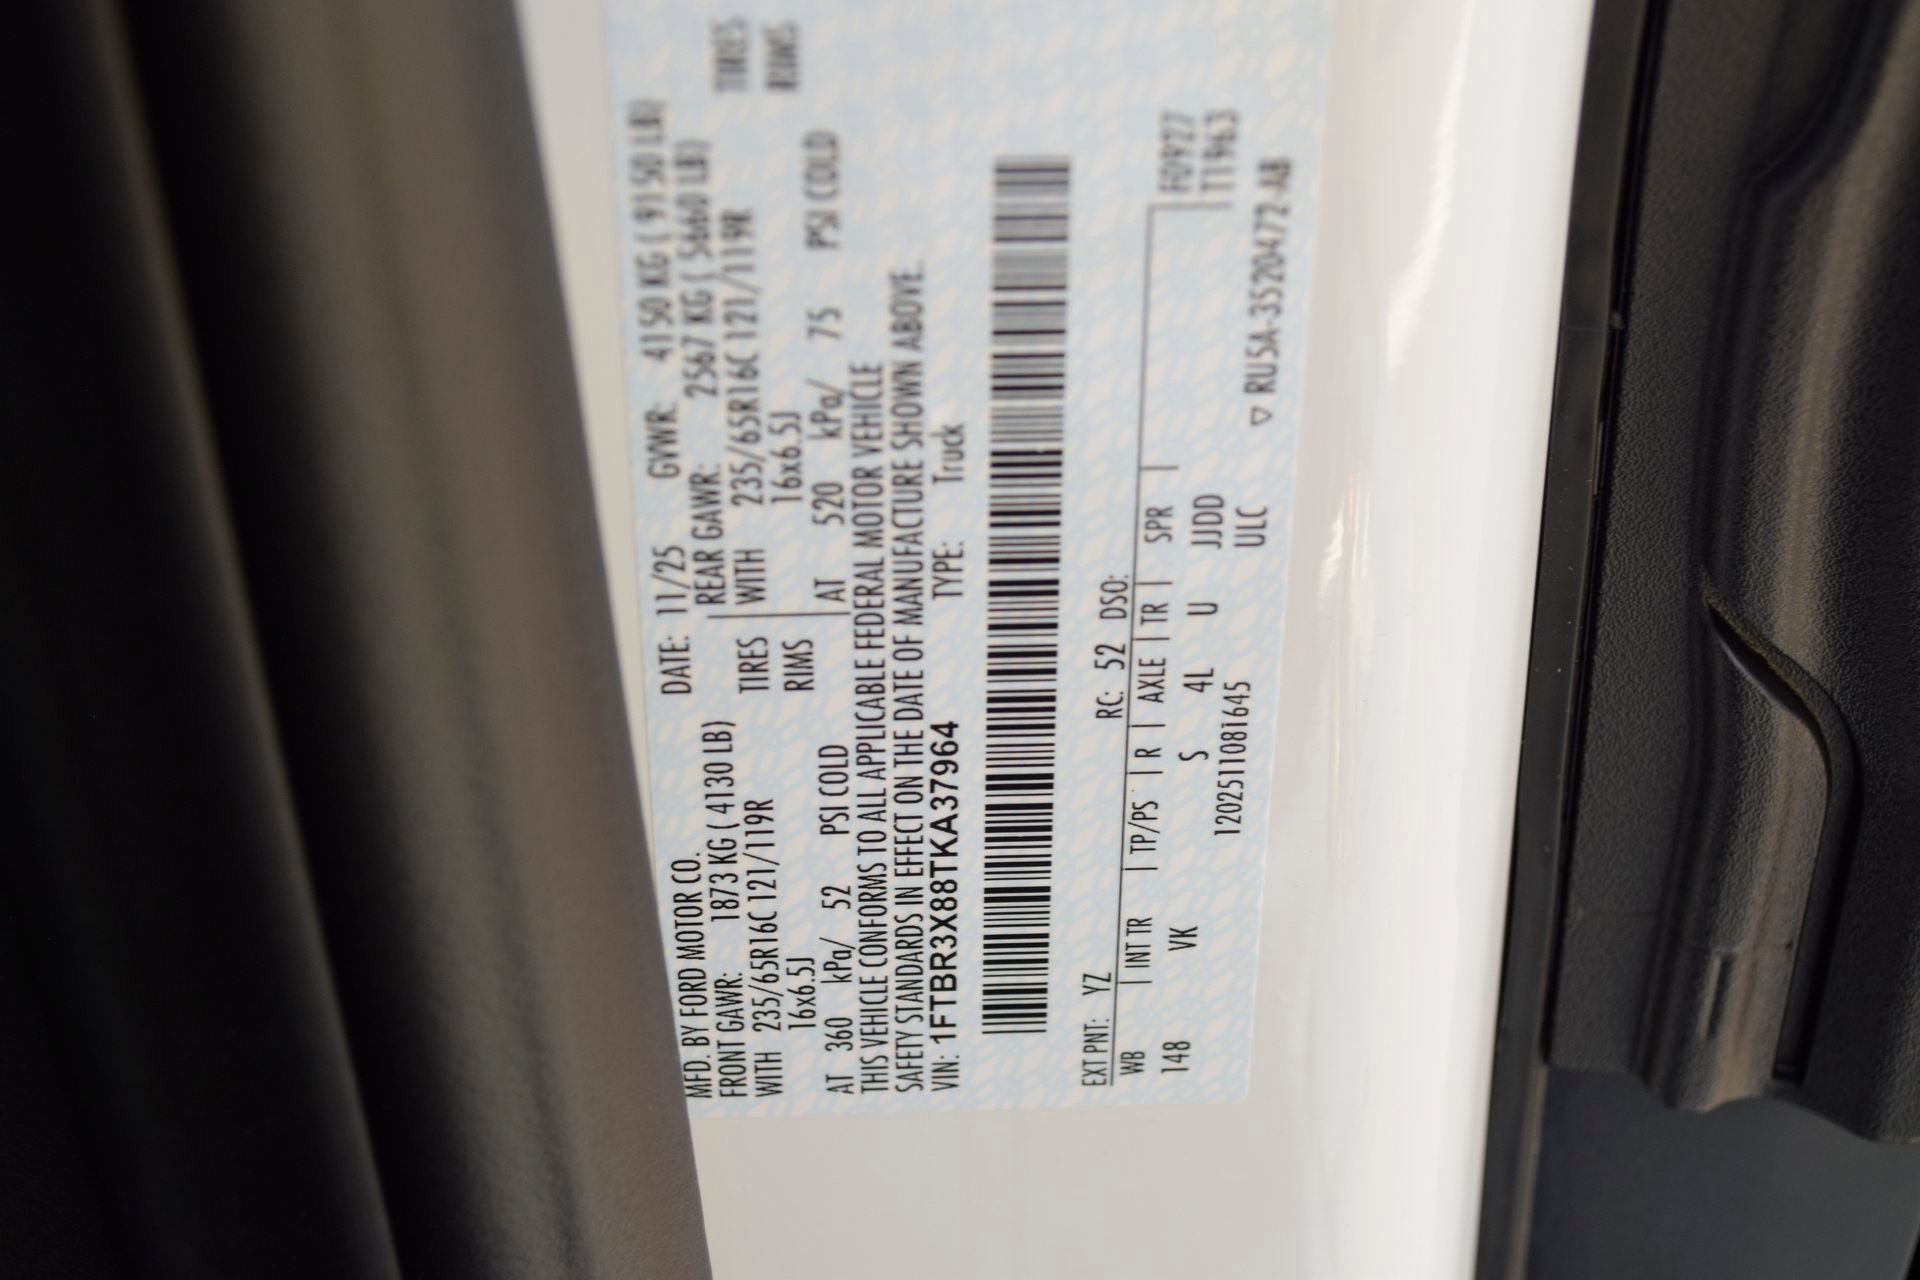 MFD. BY FORD MOTOR CO. DATE: 11/25 GVWR: 4150 KG ( 9150 LB)
FRONT GAWR: 1873 KG ( 4130 LB) REAR GAWR: 2567 KG ( 5660 LB)
WITH 235/65R16C 121/119R TIRES WITH 235/65R16C 121/119R TIRES
16x6.5J RIMS 16x6.5J RIMS
AT 360 kPa/ 52 PSI COLD AT 520 kPa/ 75 PSI COLD
THIS VEHICLE CONFORMS TO ALL APPLICABLE FEDERAL MOTOR VEHICLE
SAFETY STANDARDS IN EFFECT ON THE DATE OF MANUFACTURE SHOWN ABOVE.
VIN: 1FTBR3X88TKA37964 TYPE: Truck
EXT PNT: YZ RC: 52 DSO:
WB | INT TR | TP/PS | R | AXLE | TR | SPR | F0927
148 VK S 4L U JJDD T1963
1202511081645 ULC
▽ RU5A-3520472-AB